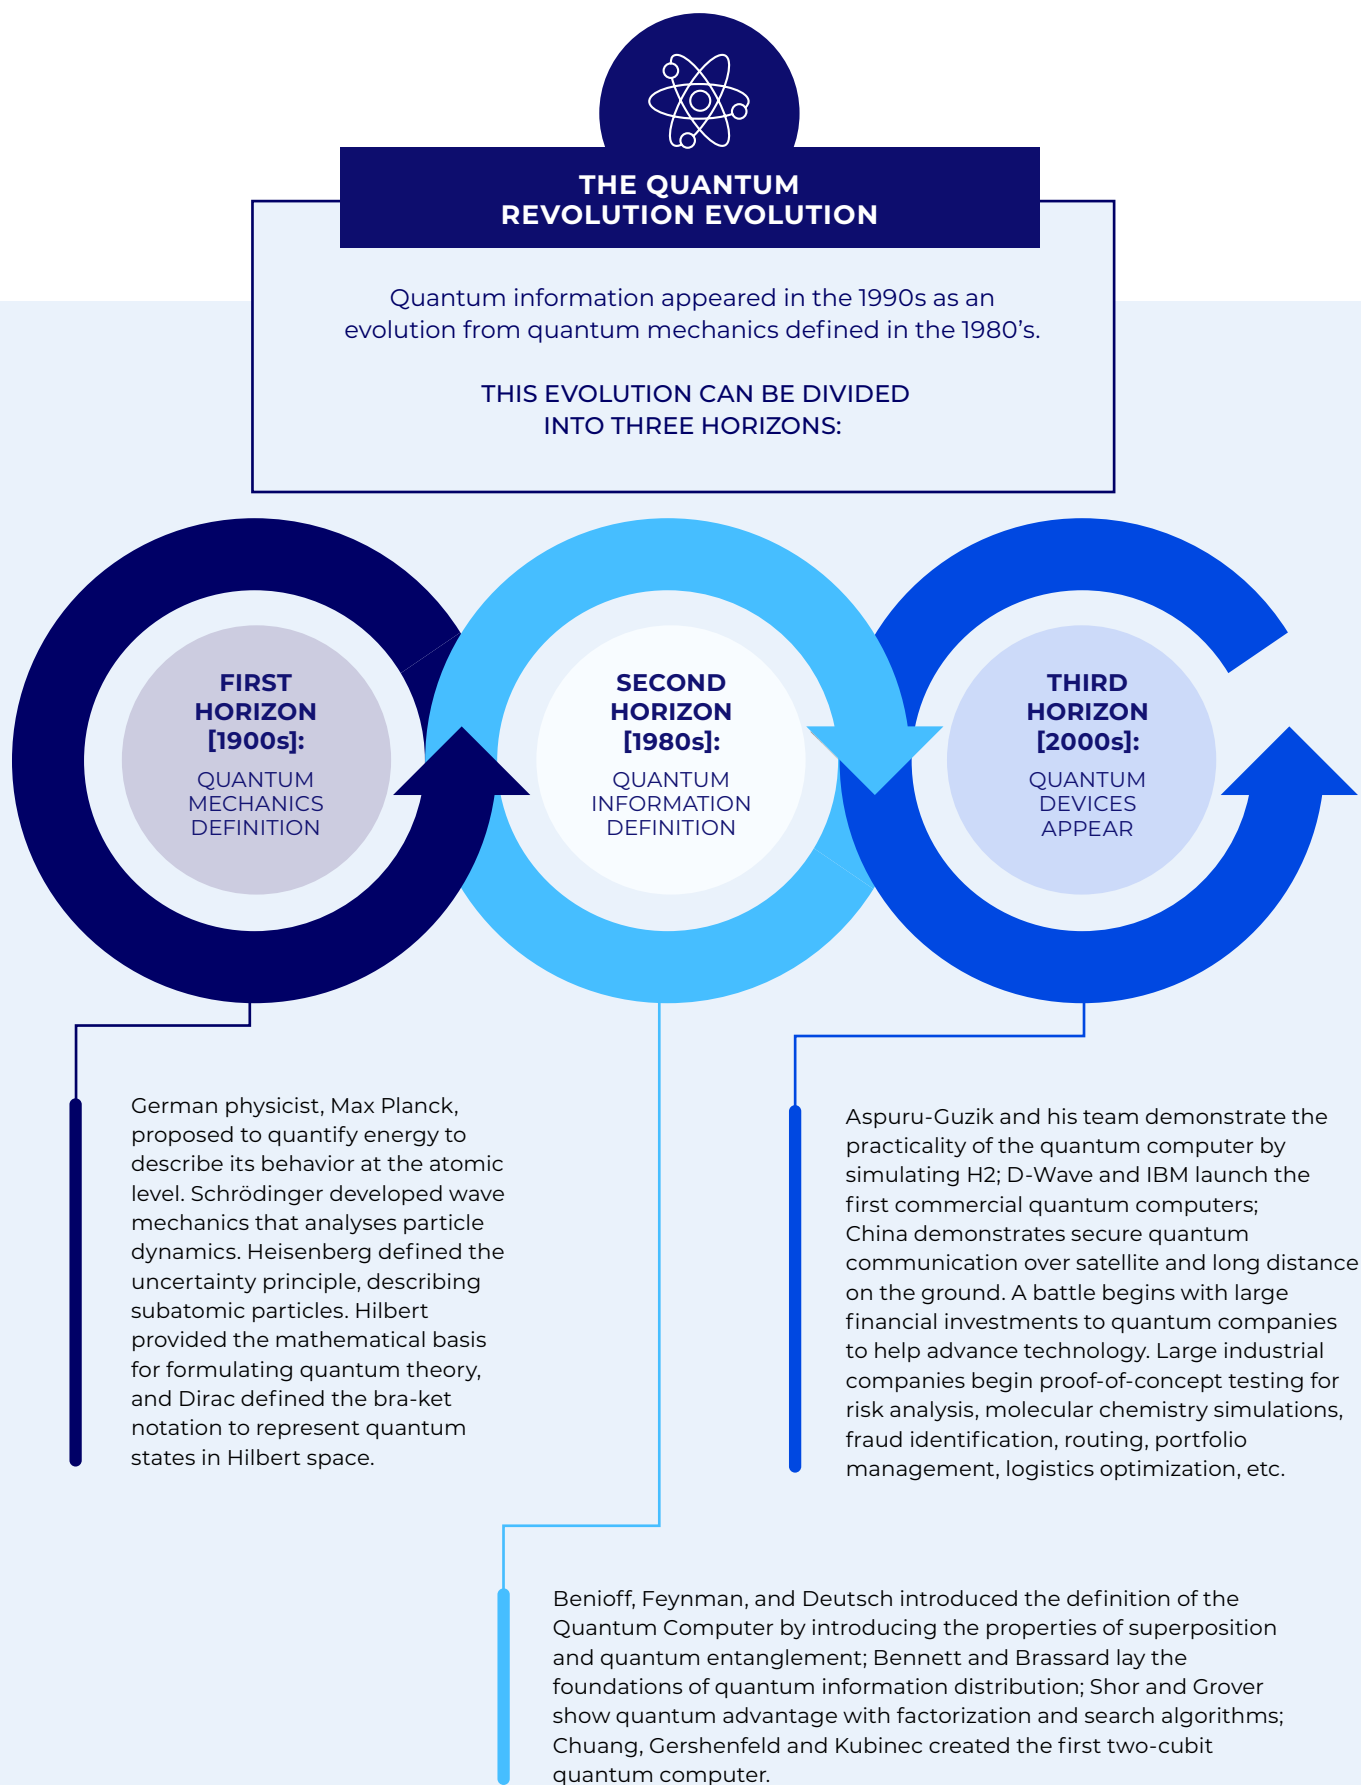 THE QUANTUM
REVOLUTION EVOLUTION
Quantum information appeared in the 1990s as an
evolution from quantum mechanics defined in the 1980's.
THIS EVOLUTION CAN BE DIVIDED
INTO THREE HORIZONS:
FIRST
HORIZON
[1900s]:
QUANTUM
MECHANICS
DEFINITION
SECOND
HORIZON
[1980s]:
QUANTUM
INFORMATION
DEFINITION
THIRD
HORIZON
[2000s]:
QUANTUM
DEVICES
APPEAR
German physicist, Max Planck,
proposed to quantify energy to
describe its behavior at the atomic
level. Schrödinger developed wave
mechanics that analyses particle
dynamics. Heisenberg defined the
uncertainty principle, describing
subatomic particles. Hilbert
provided the mathematical basis
for formulating quantum theory,
and Dirac defined the bra-ket
notation to represent quantum
states in Hilbert space.
Aspuru-Guzik and his team demonstrate the
practicality of the quantum computer by
simulating H2; D-Wave and IBM launch the
first commercial quantum computers;
China demonstrates secure quantum
communication over satellite and long distance
on the ground. A battle begins with large
financial investments to quantum companies
to help advance technology. Large industrial
companies begin proof-of-concept testing for
risk analysis, molecular chemistry simulations,
fraud identification, routing, portfolio
management, logistics optimization, etc.
Benioff, Feynman, and Deutsch introduced the definition of the
Quantum Computer by introducing the properties of superposition
and quantum entanglement; Bennett and Brassard lay the
foundations of quantum information distribution; Shor and Grover
show quantum advantage with factorization and search algorithms;
Chuang, Gershenfeld and Kubinec created the first two-cubit
quantum computer.